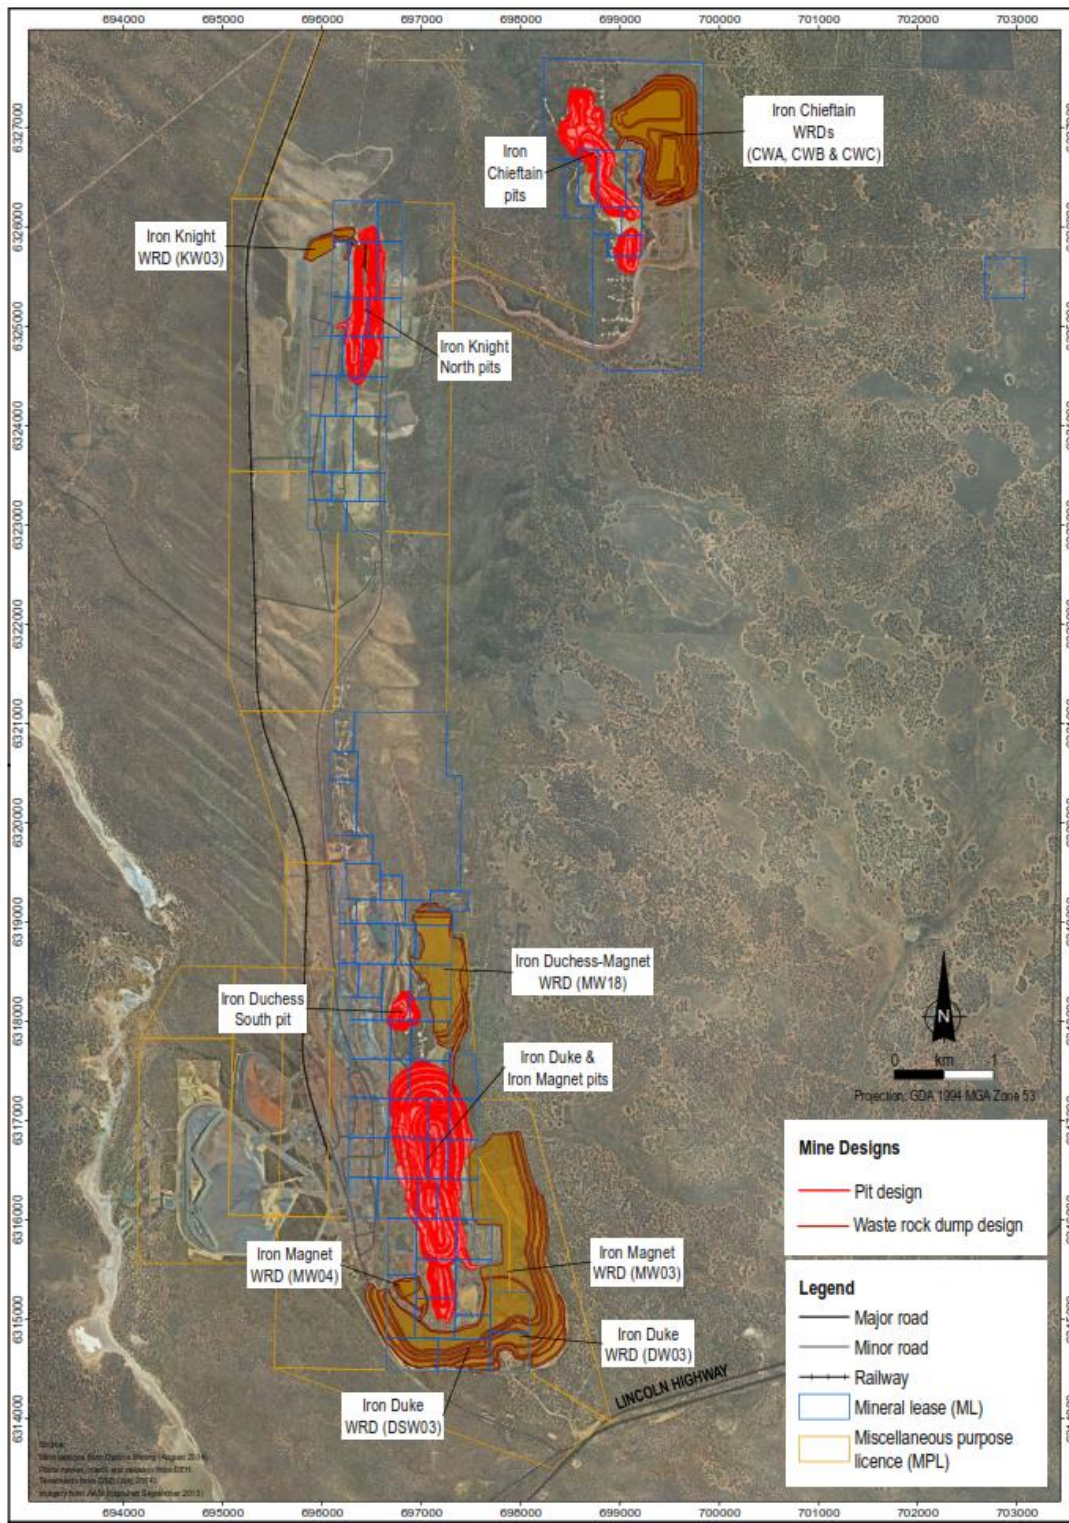 694000 695000 696000 697000 698000 699000 700000 701000 702000 703000
6327000
6326000
6325000
6324000
6323000
6322000
6321000
6320000
6319000
6318000
6317000
6316000
6315000
6314000
Iron Chieftain
WRDs
(CWA, CWB & CWC)
Iron
Chieftain
pits
Iron Knight
WRD (KW03)
Iron Knight
North pits
Iron Duchess-Magnet
WRD (MW18)
Iron Duchess
South pit
Iron Duke &
Iron Magnet pits
Iron Magnet
WRD (MW04)
Iron Magnet
WRD (MW03)
Iron Duke
WRD (DW03)
Iron Duke
WRD (DSW03)
LINCOLN HIGHWAY
N
0 km 1
Projection: GDA 1994 MGA Zone 53
Mine Designs
Pit design
Waste rock dump design
Legend
Major road
Minor road
Railway
Mineral lease (ML)
Miscellaneous purpose
licence (MPL)
694000 695000 696000 697000 698000 699000 700000 701000 702000 703000